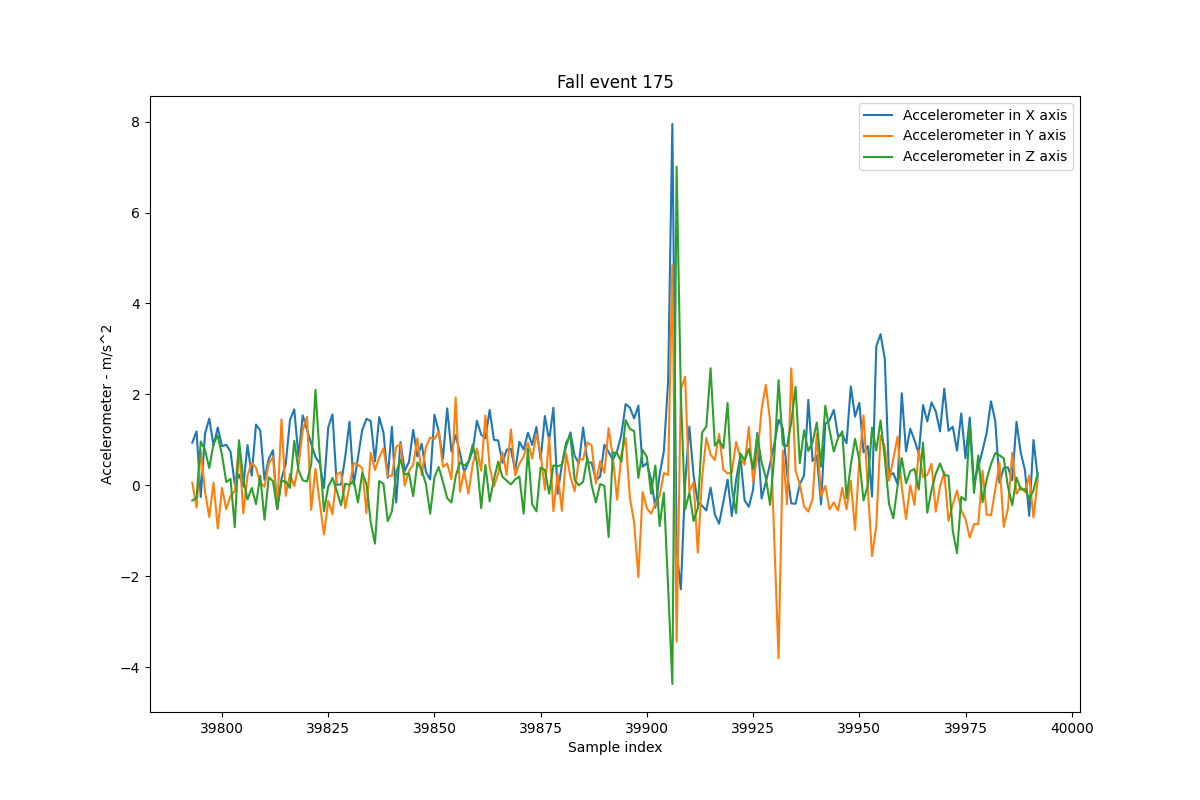 Fall event 175
Accelerometer in X axis
Accelerometer in Y axis
Accelerometer in Z axis
8
6
4
2
0
−2
−4
Accelerometer - m/s^2
39800 39825 39850 39875 39900 39925 39950 39975 40000
Sample index